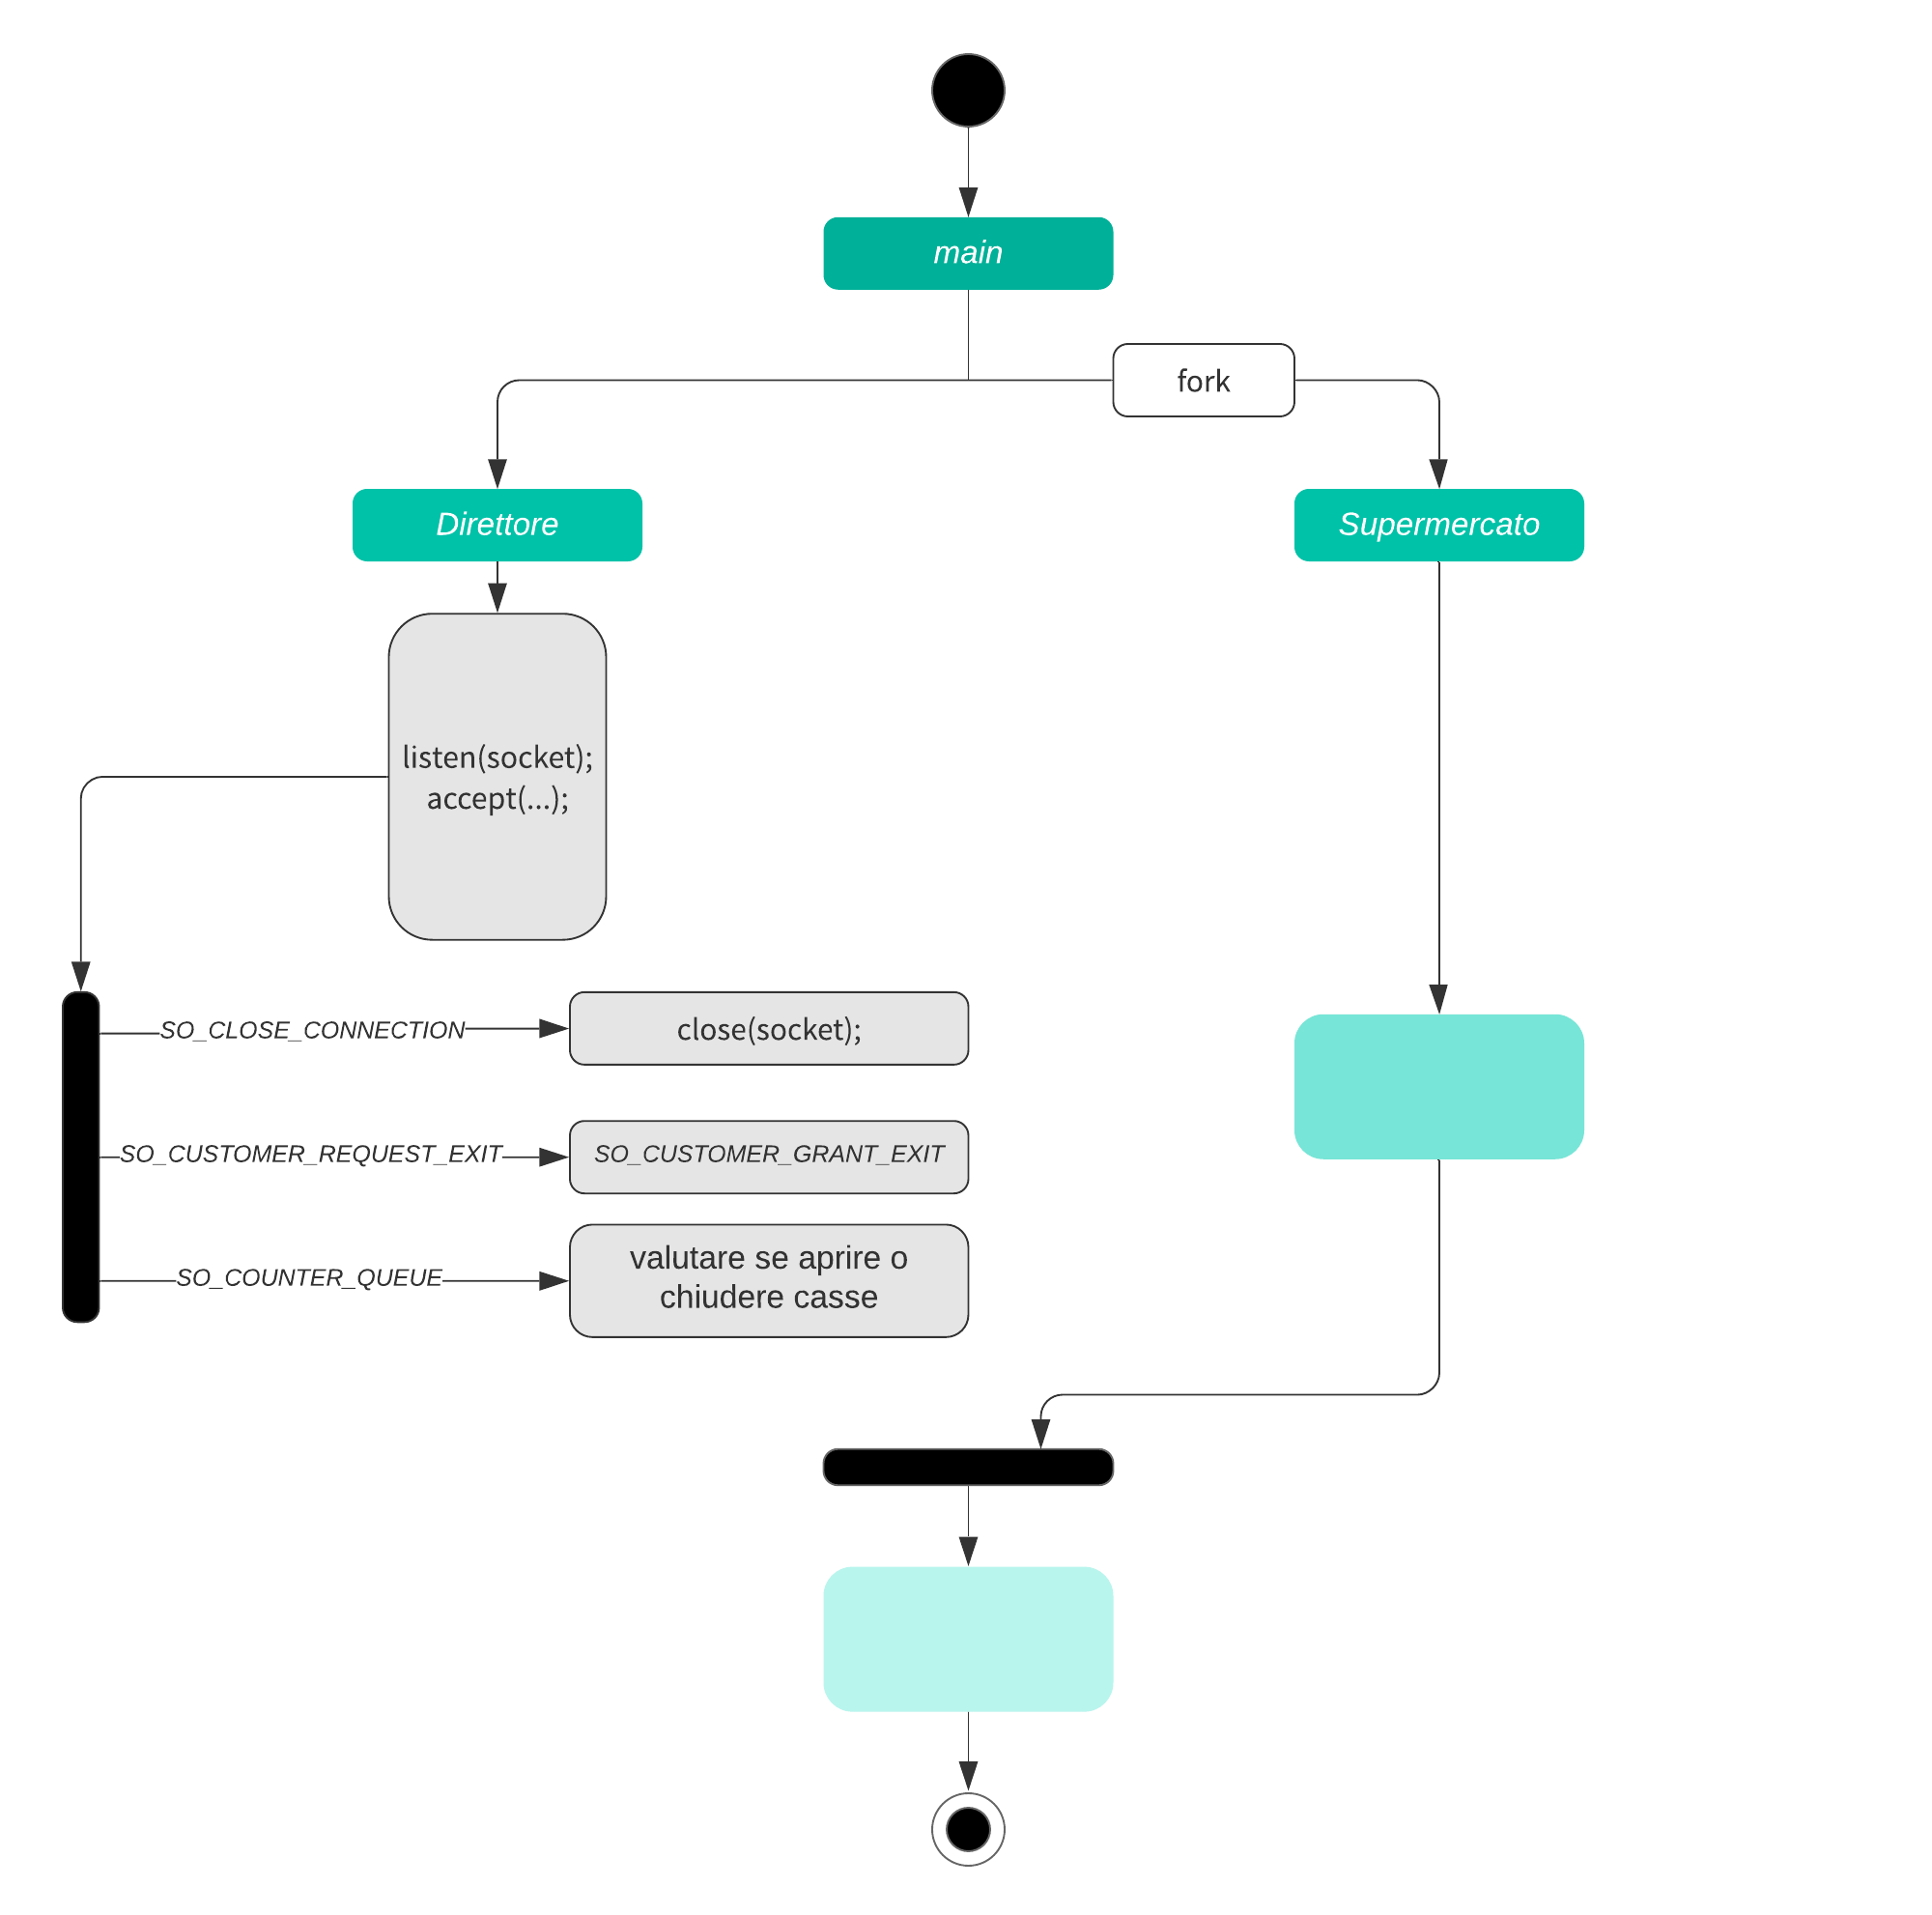 main
fork
Direttore
Supermercato
listen(socket);
accept(...);
SO_CLOSE_CONNECTION
close(socket);
SO_CUSTOMER_REQUEST_EXIT
SO_CUSTOMER_GRANT_EXIT
SO_COUNTER_QUEUE
valutare se aprire o
chiudere casse